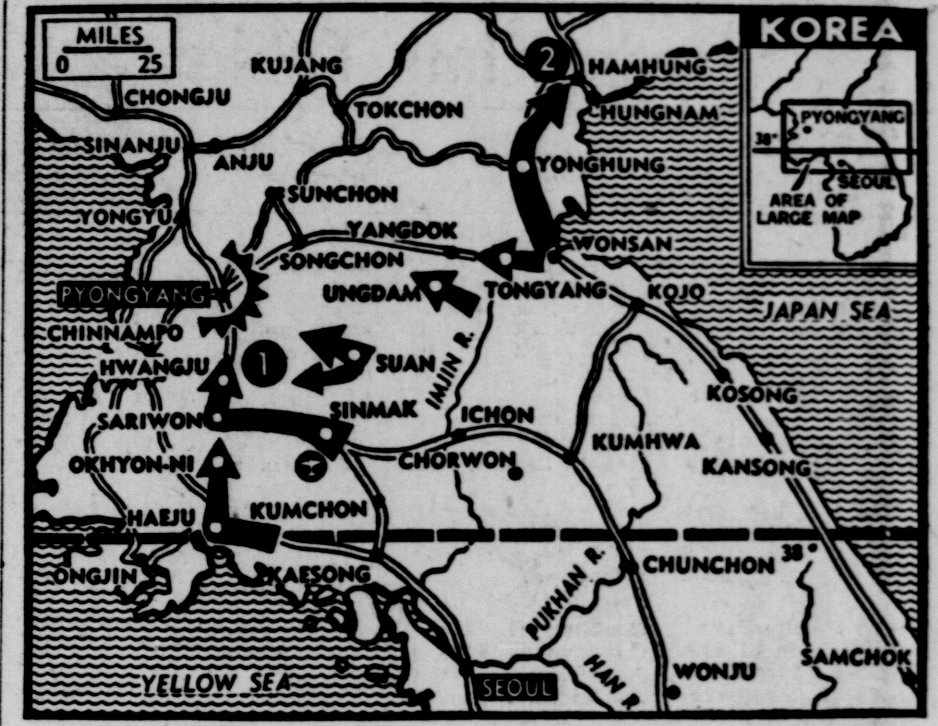 MILES
0 25
KOREA
2
KUJANG
HAMHUNG
CHONGJU
TOKCHON
HUNGNAM
PYONGYANG
38°
SINANJU
ANJU
YONGHUNG
SEOUL
AREA OF
LARGE MAP
SUNCHON
YONGYU
YANGDOK
WONSAN
SONGCHON
PYONGYANG
UNGDAM
TONGYANG
KOJO
JAPAN SEA
CHINNAMPO
HWANGJU
1
SUAN
IMJIN R.
KOSONG
SARIWON
SINMAK
ICHON
KUMHWA
OKHYON-NI
CHORWON
KANSONG
HAEJU
KUMCHON
38°
ONGJIN
KAESONG
CHUNCHON
PUKHAN R.
HAN R
WONJU
SAMCHOK
YELLOW SEA
SEOUL